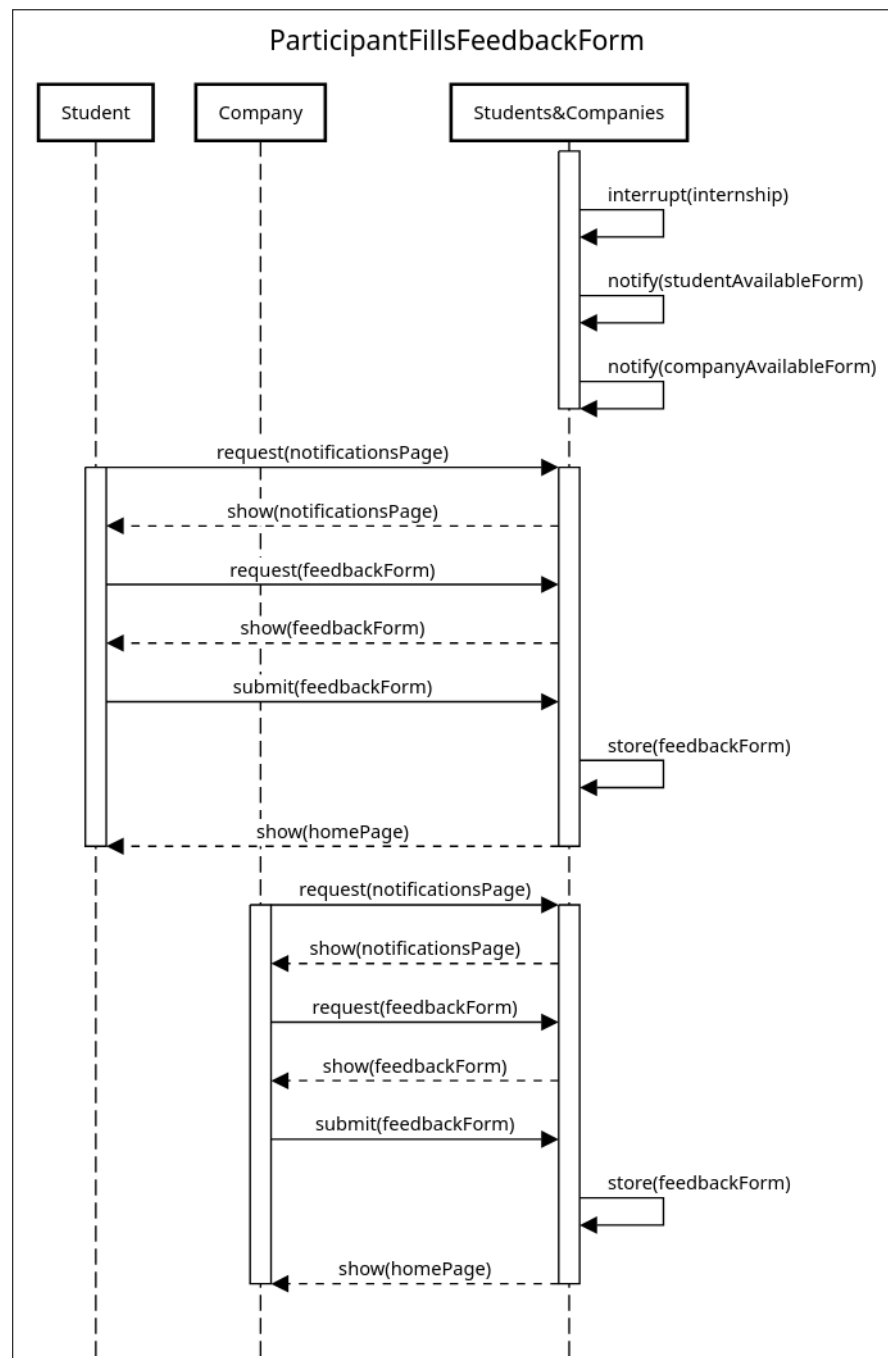 ParticipantFillsFeedbackForm
Student
Company
Students&Companies
interrupt(internship)
notify(studentAvailableForm)
notify(companyAvailableForm)
request(notificationsPage)
show(notificationsPage)
request(feedbackForm)
show(feedbackForm)
submit(feedbackForm)
store(feedbackForm)
show(homePage)
request(notificationsPage)
show(notificationsPage)
request(feedbackForm)
show(feedbackForm)
submit(feedbackForm)
store(feedbackForm)
show(homePage)